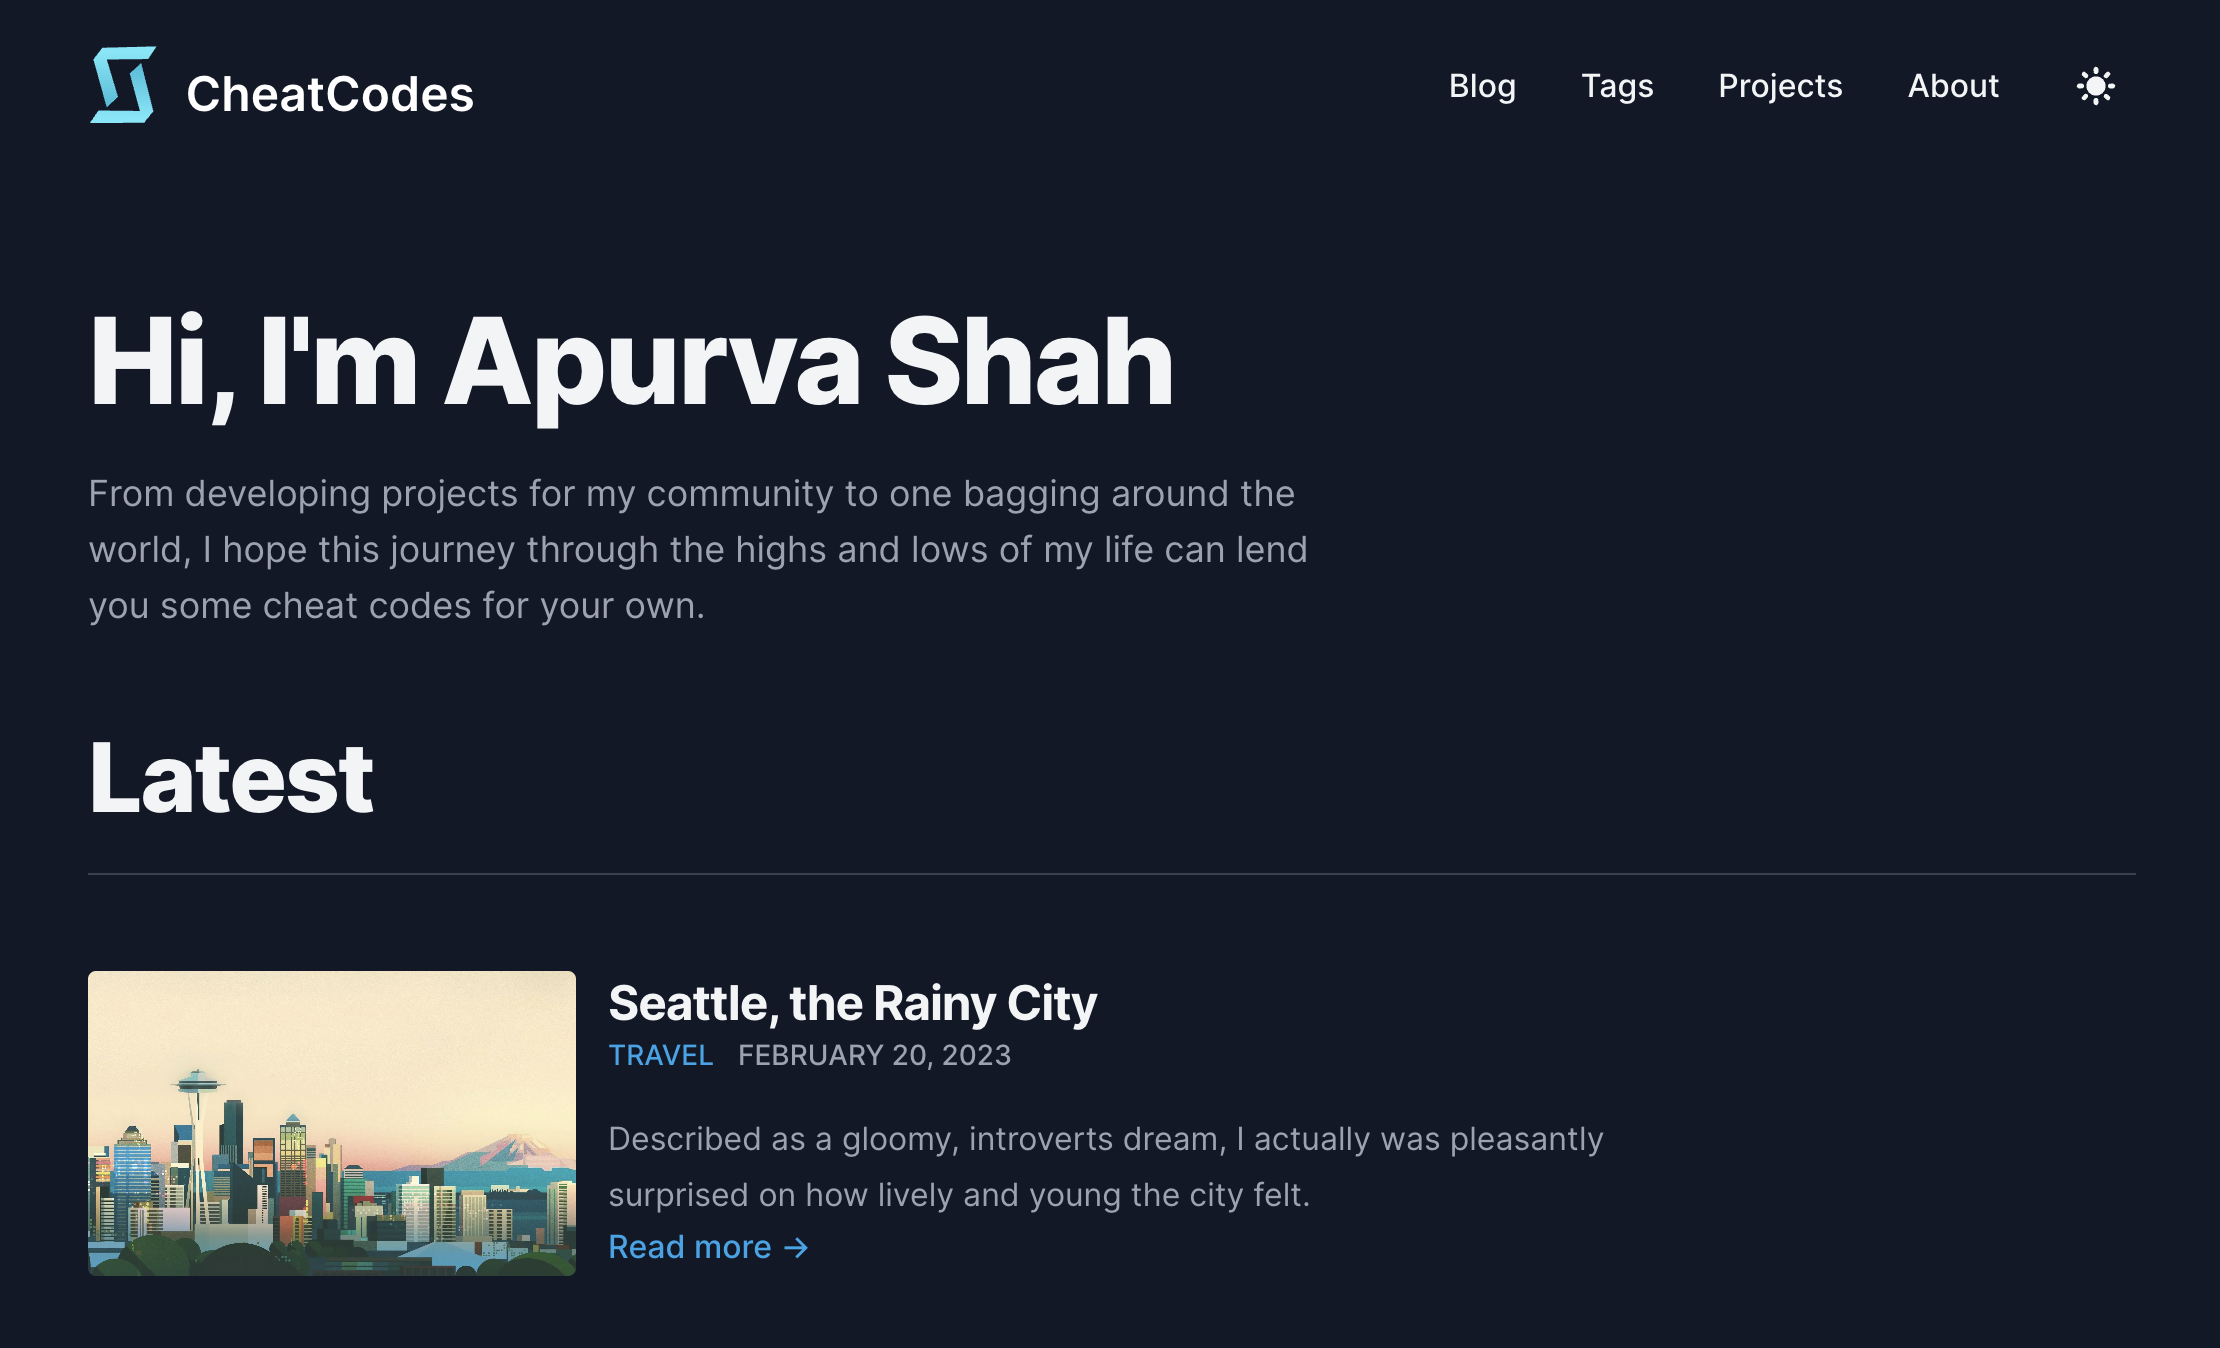 CheatCodes
Blog
Tags
Projects
About
Hi, I'm Apurva Shah
From developing projects for my community to one bagging around the
world, I hope this journey through the highs and lows of my life can lend
you some cheat codes for your own.
Latest
Seattle, the Rainy City
TRAVEL FEBRUARY 20, 2023
Described as a gloomy, introverts dream, I actually was pleasantly
surprised on how lively and young the city felt.
Read more →